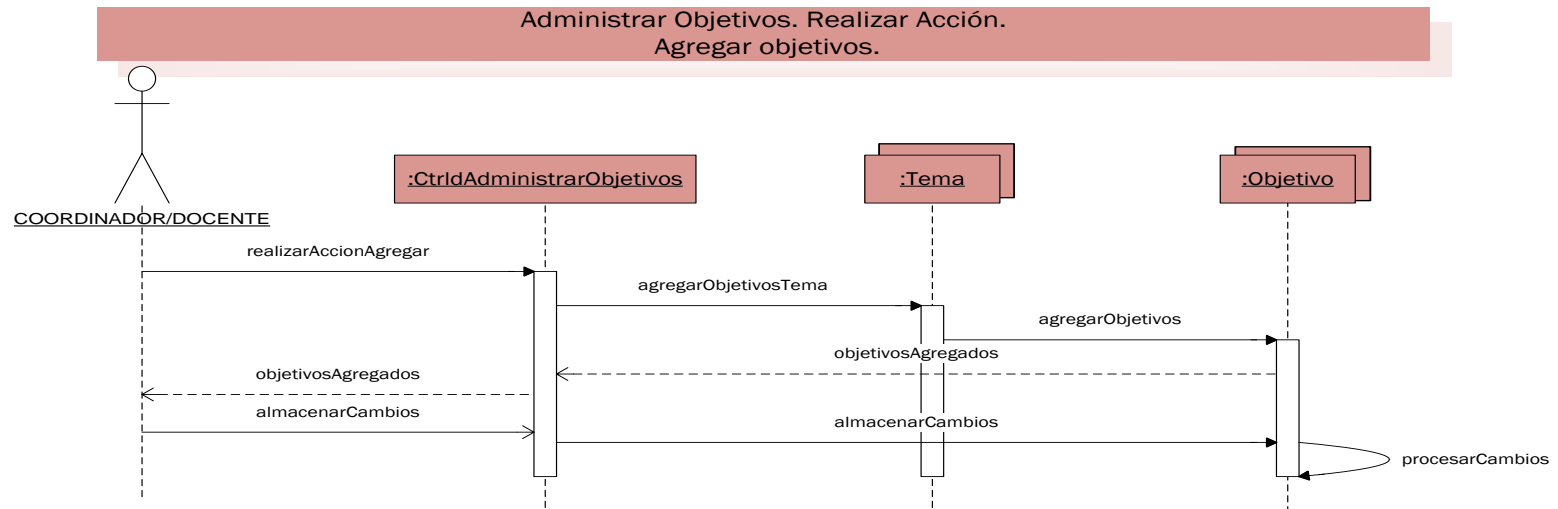 Administrar Objetivos. Realizar Acción.
Agregar objetivos.
:CtrldAdministrarObjetivos
:Tema
:Objetivo
COORDINADOR/DOCENTE
realizarAccionAgregar
agregarObjetivosTema
agregarObjetivos
objetivosAgregados
objetivosAgregados
almacenarCambios
almacenarCambios
procesarCambios